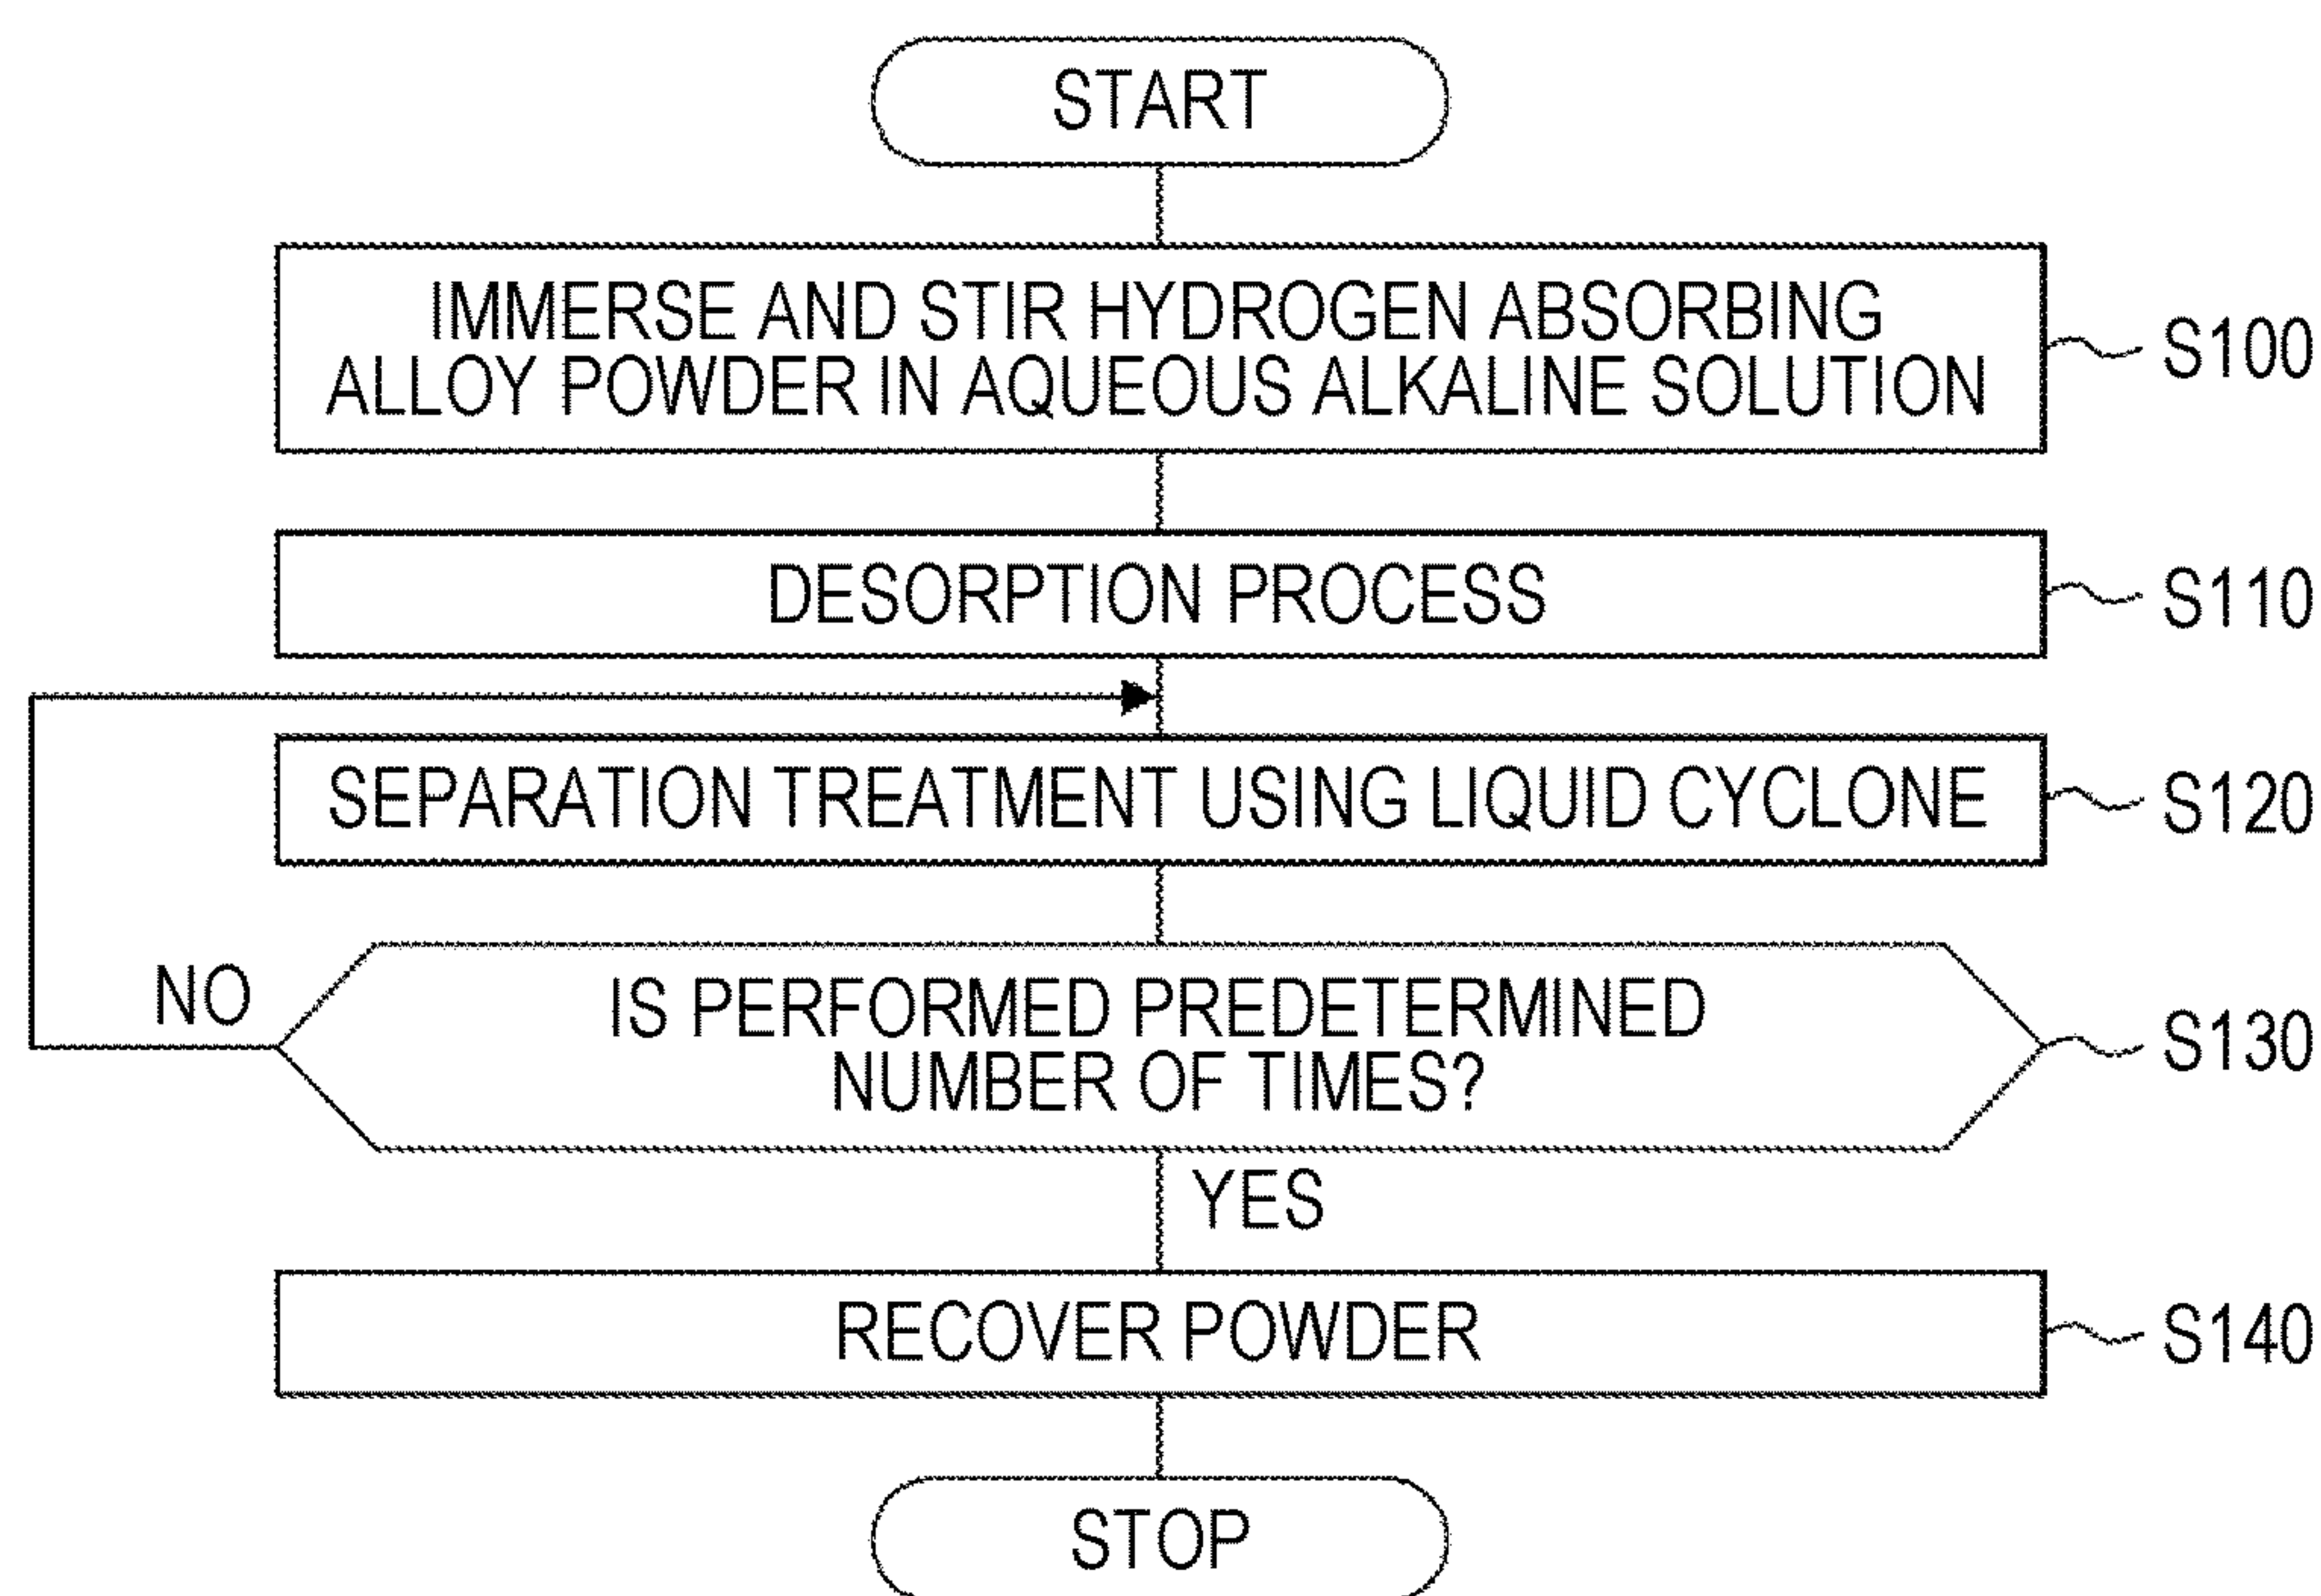 START
IMMERSE AND STIR HYDROGEN ABSORBING
ALLOY POWDER IN AQUEOUS ALKALINE SOLUTION
S100
DESORPTION PROCESS
S110
SEPARATION TREATMENT USING LIQUID CYCLONE
S120
NO
IS PERFORMED PREDETERMINED
NUMBER OF TIMES?
S130
YES
RECOVER POWDER
S140
STOP